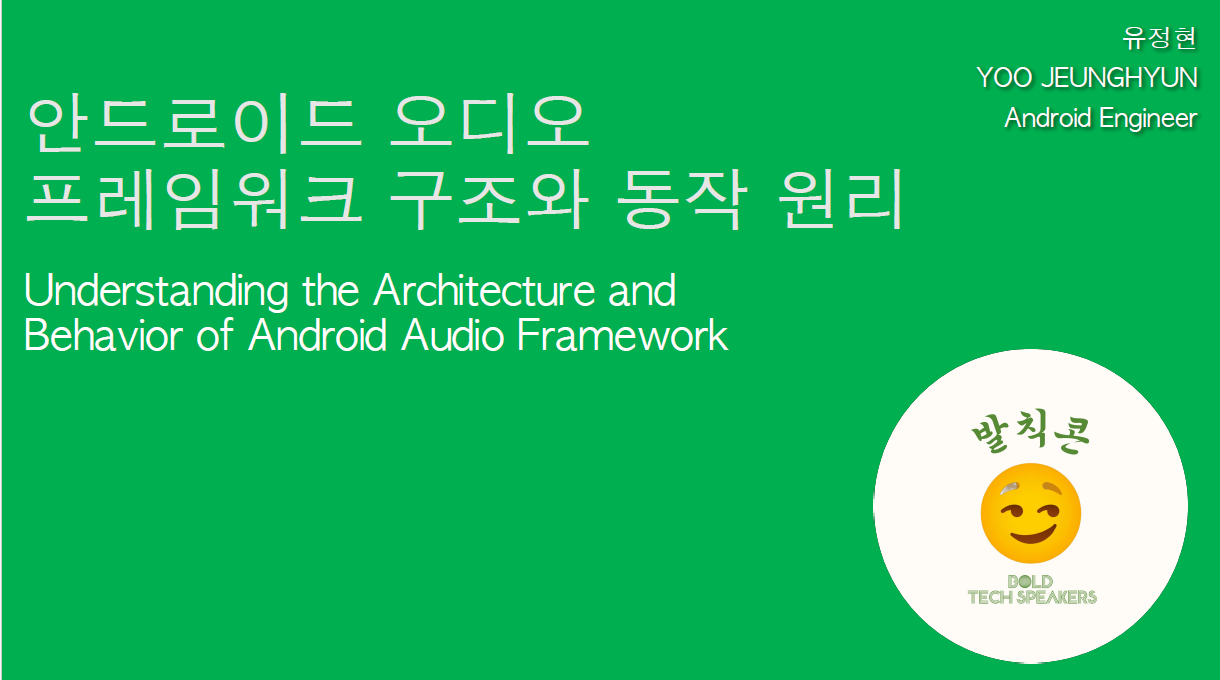 유정현
YOO JEUNGHYUN
Android Engineer
안드로이드 오디오
프레임워크 구조와 동작 원리
Understanding the Architecture and
Behavior of Android Audio Framework
발칙콘
BOLD
TECH SPEAKERS